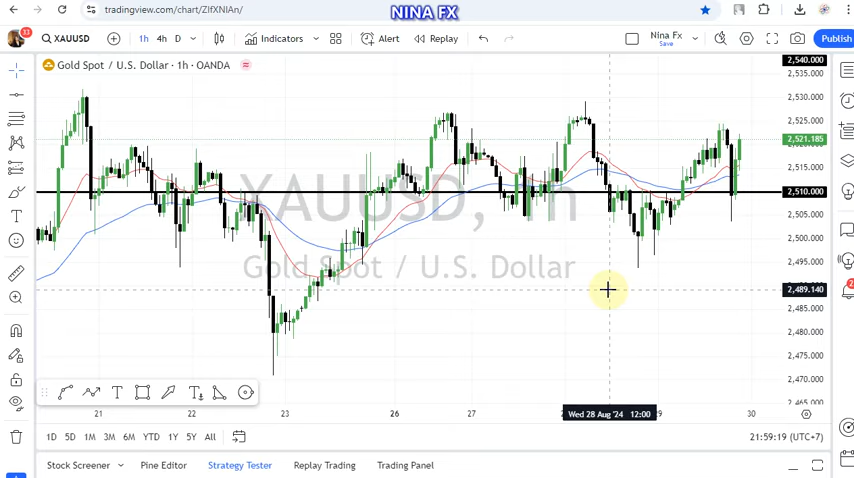 NINA FX
tradingview.com/chart/ZIfXNIAn/
33
XAUUSD
1h 4h D
Indicators
Alert
Replay
Nina Fx
Save
Publish
Gold Spot / U.S. Dollar · 1h · OANDA
2,540.000
2,535.000
2,530.000
2,525.000
2,521.185
2,515.000
2,510.000
2,505.000
2,500.000
2,495.000
2,489.140
2,485.000
2,480.000
2,475.000
2,470.000
2,465.000
XAUUSD, 1h
Gold Spot / U.S. Dollar
21 22 23 26 27 Wed 28 Aug '24 12:00 29 30
1D 5D 1M 3M 6M YTD 1Y 5Y All
21:59:19 (UTC+7)
Stock Screener
Pine Editor
Strategy Tester
Replay Trading
Trading Panel